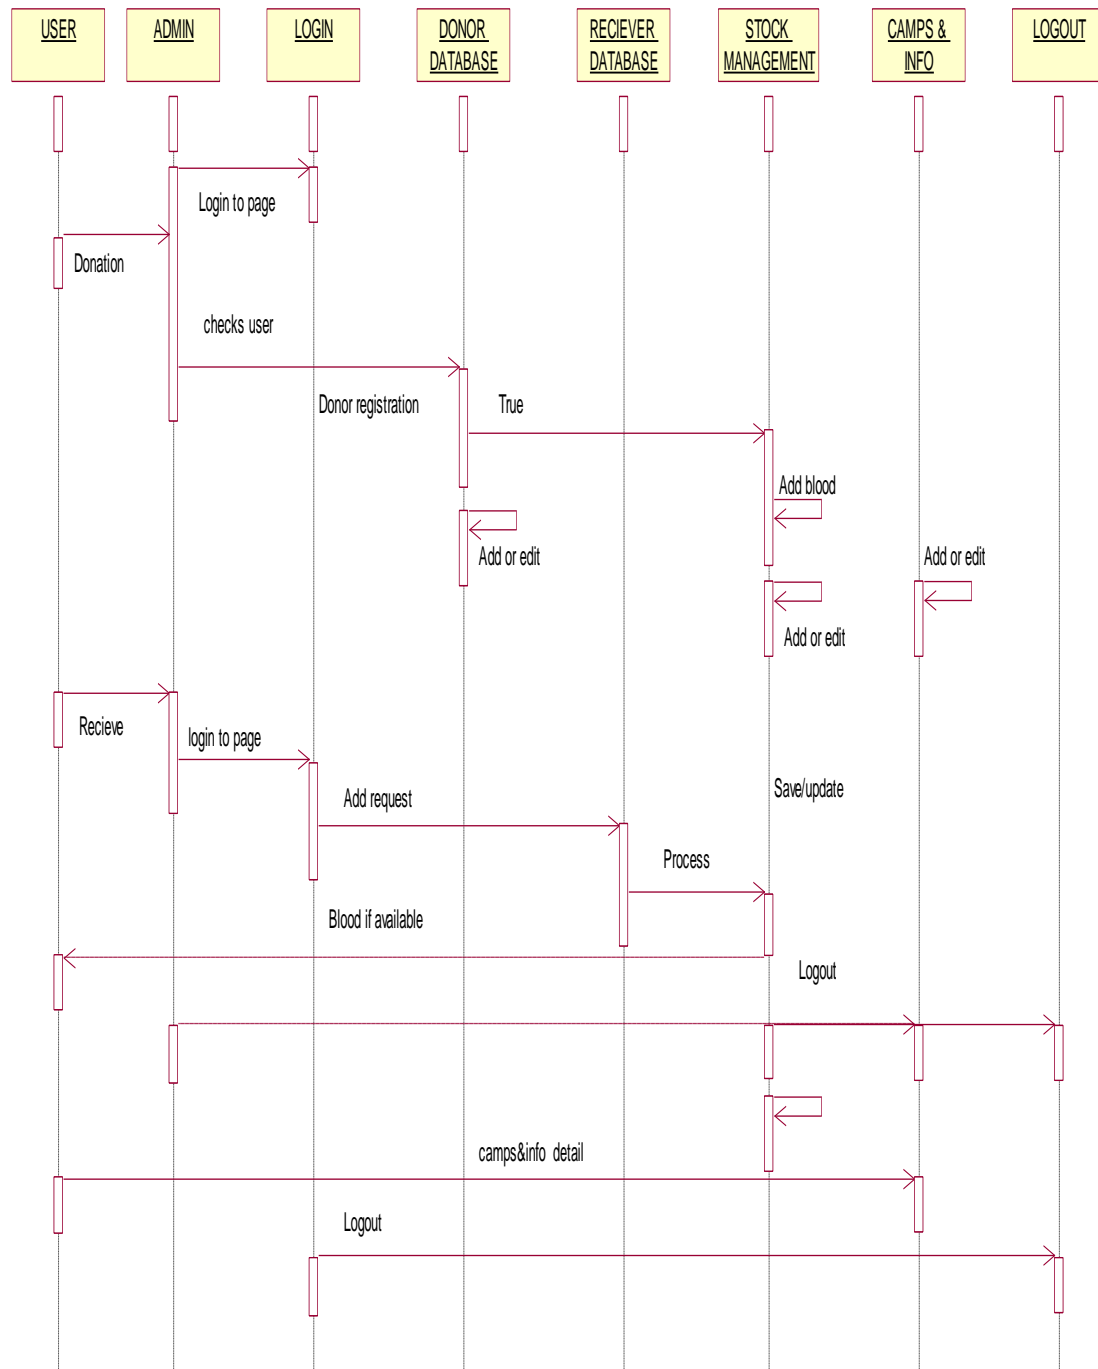 USER
ADMIN
LOGIN
DONOR
DATABASE
RECIEVER
DATABASE
STOCK
MANAGEMENT
CAMPS &
INFO
LOGOUT
Login to page
Donation
checks user
Donor registration
True
Add blood
Add or edit
Add or edit
Add or edit
Recieve
login to page
Save/update
Add request
Process
Blood if available
Logout
camps&info detail
Logout